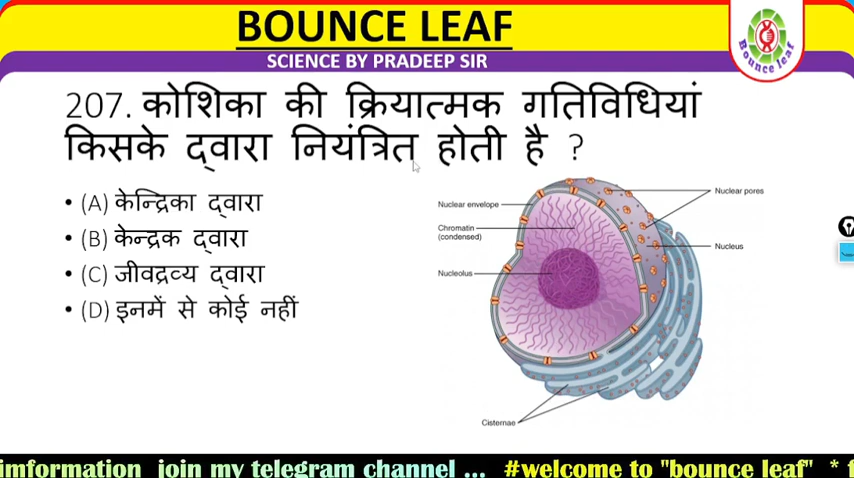 BOUNCE LEAF
SCIENCE BY PRADEEP SIR
Bounce leaf
207. कोशिका की क्रियात्मक गतिविधियां
किसके द्वारा नियंत्रित होती है ?
• (A) केन्द्रिका द्वारा
• (B) केन्द्रक द्वारा
• (C) जीवद्रव्य द्वारा
• (D) इनमें से कोई नहीं
Nuclear pores
Nuclear envelope
Chromatin
(condensed)
Nucleus
Nucleolus
Cisternae
imformation join my telegram channel ... #welcome to "bounce leaf" * f